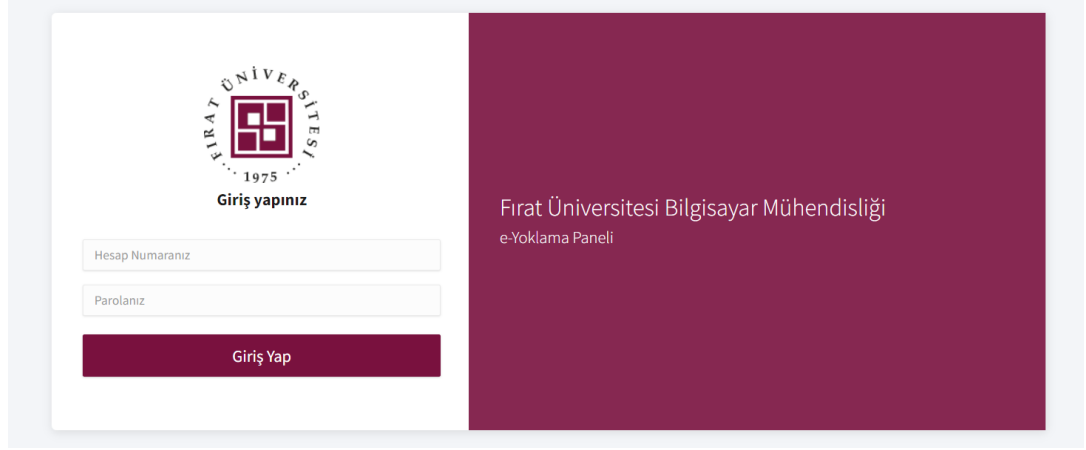 FIRAT ÜNİVERSİTESİ
··· 1975 ···
Giriş yapınız
Hesap Numaranız
Parolanız
Giriş Yap
Fırat Üniversitesi Bilgisayar Mühendisliği
e-Yoklama Paneli